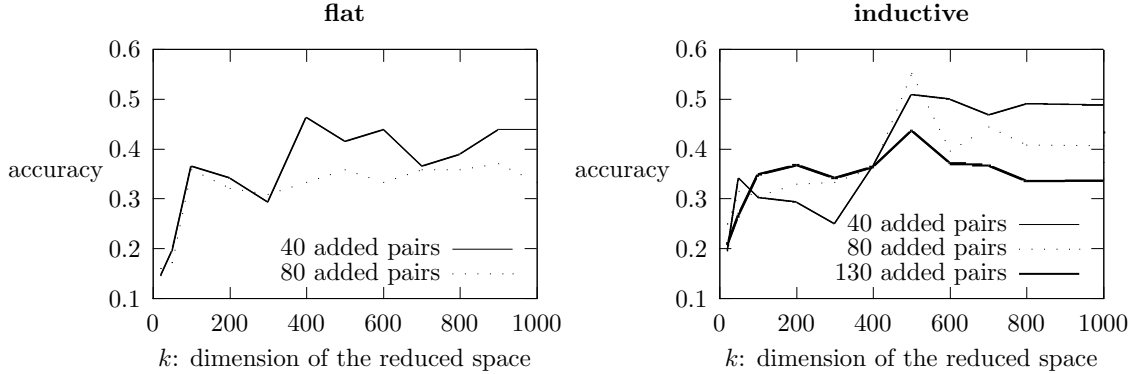 flat
0.6
0.5
0.4
accuracy
0.3
0.2
0.1
40 added pairs
80 added pairs
0 200 400 600 800 1000
k: dimension of the reduced space
inductive
0.6
0.5
0.4
accuracy
0.3
0.2
0.1
40 added pairs
80 added pairs
130 added pairs
0 200 400 600 800 1000
k: dimension of the reduced space